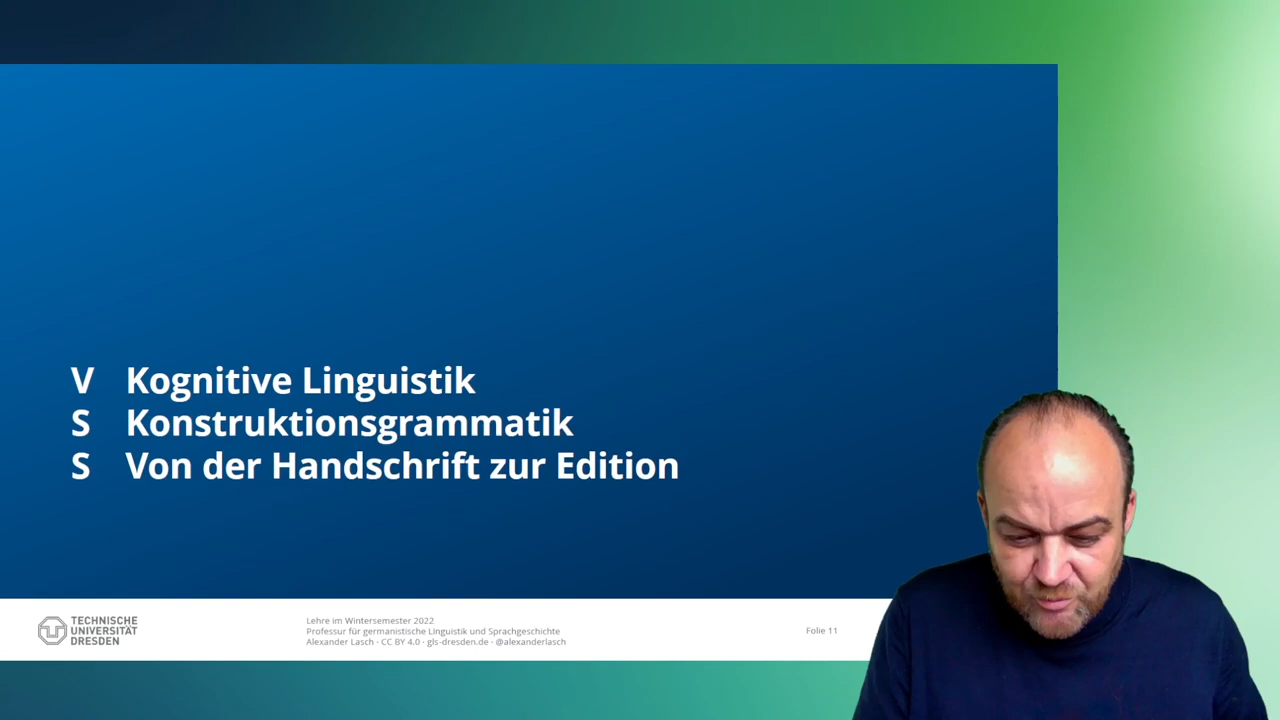 V Kognitive Linguistik
S Konstruktionsgrammatik
S Von der Handschrift zur Edition
TECHNISCHE
UNIVERSITÄT
DRESDEN
Lehre im Wintersemester 2022
Professur für germanistische Linguistik und Sprachgeschichte
Alexander Lasch · CC BY 4.0 · gls-dresden.de · @alexanderlasch
Folie 11